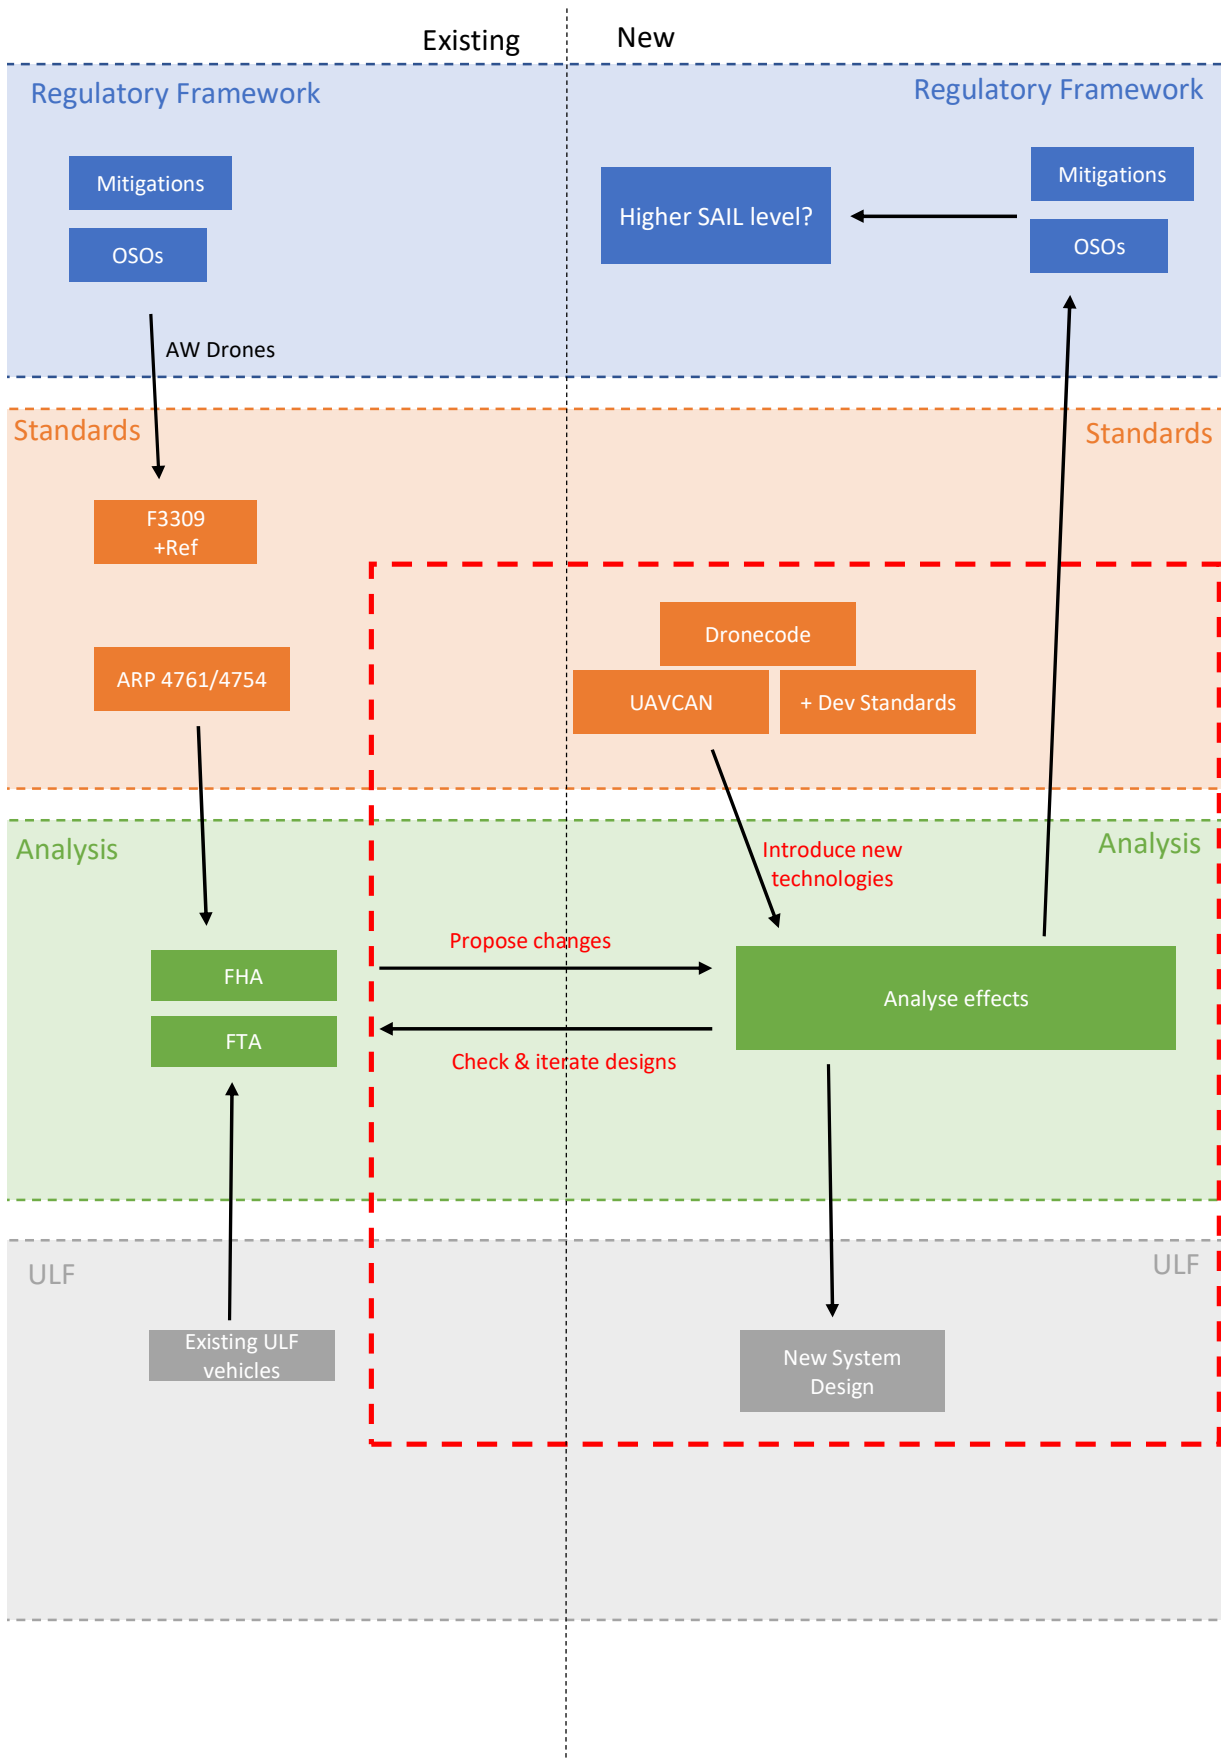 Existing
New
Regulatory Framework
Regulatory Framework
Mitigations
OSOs
Higher SAIL level?
Mitigations
OSOs
AW Drones
Standards
Standards
F3309
+Ref
ARP 4761/4754
Dronecode
UAVCAN
+ Dev Standards
Analysis
Analysis
Introduce new
technologies
Propose changes
FHA
FTA
Analyse effects
Check & iterate designs
ULF
ULF
Existing ULF
vehicles
New System
Design